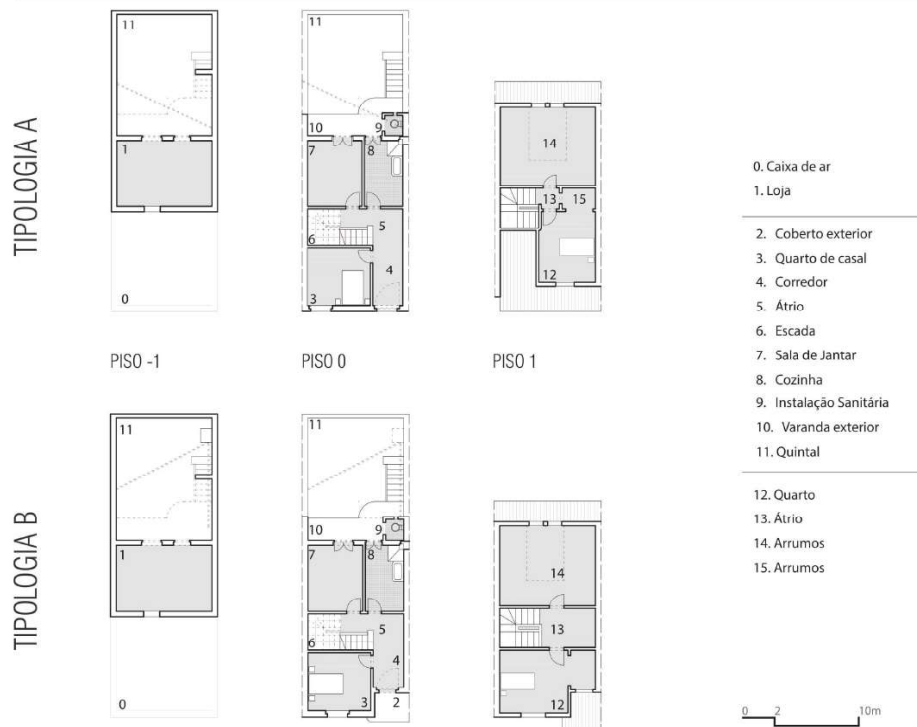 TIPOLOGIA A
11
1
0
PISO -1
11
10
9
7
8
5
6
4
3
PISO 0
14
13
15
12
PISO 1
0. Caixa de ar
1. Loja
2. Coberto exterior
3. Quarto de casal
4. Corredor
5. Átrio
6. Escada
7. Sala de Jantar
8. Cozinha
9. Instalação Sanitária
10. Varanda exterior
11. Quintal
12. Quarto
13. Átrio
14. Arrumos
15. Arrumos
TIPOLOGIA B
11
1
0
11
10
9
7
8
5
6
4
3
2
14
13
12
0 2 10m